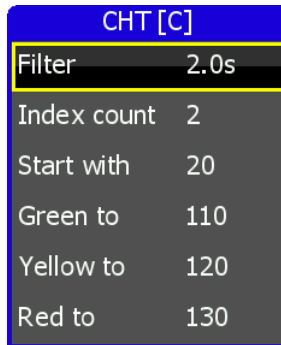 CHT [C]
Filter 2.0s
Index count 2
Start with 20
Green to 110
Yellow to 120
Red to 130